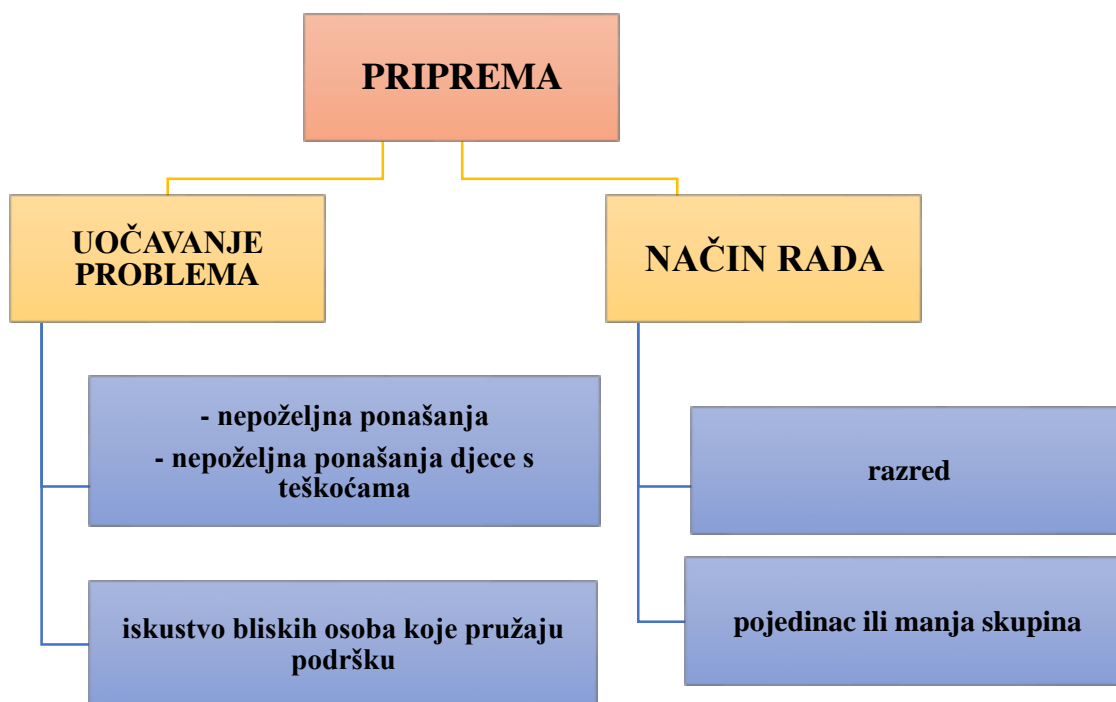 PRIPREMA
UOČAVANJE
PROBLEMA
- nepoželjna ponašanja
- nepoželjna ponašanja djece s
teškoćama
iskustvo bliskih osoba koje pružaju
podršku
NAČIN RADA
razred
pojedinac ili manja skupina